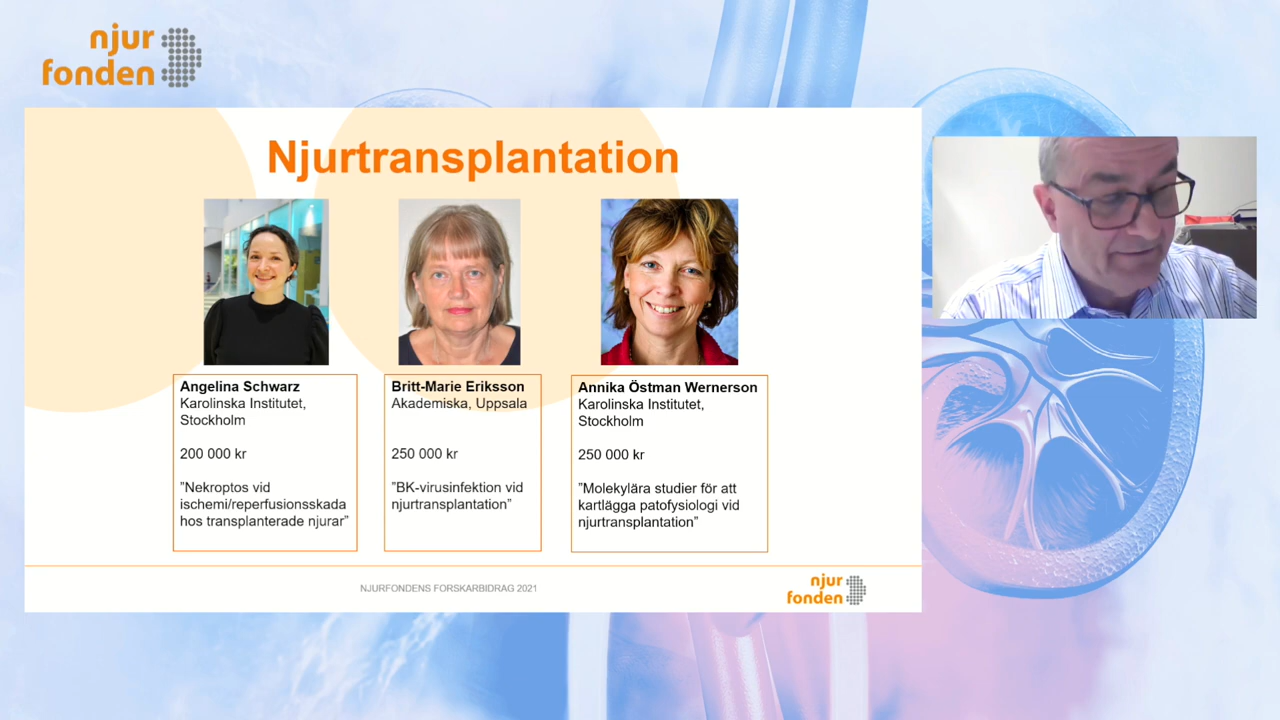 njur
fonden
Njurtransplantation
Angelina Schwarz
Karolinska Institutet,
Stockholm
200 000 kr
”Nekroptos vid
ischemi/reperfusionsskada
hos transplanterade njurar”
Britt-Marie Eriksson
Akademiska, Uppsala
250 000 kr
”BK-virusinfektion vid
njurtransplantation”
Annika Östman Wernerson
Karolinska Institutet,
Stockholm
250 000 kr
”Molekylära studier för att
kartlägga patofysiologi vid
njurtransplantation”
NJURFONDENS FORSKARBIDRAG 2021
njur
fonden